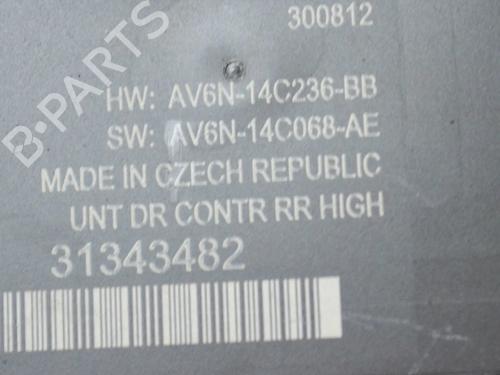 300812
HW: AV6N-14C236-BB
SW: AV6N-14C068-AE
MADE IN CZECH REPUBLIC
UNT DR CONTR RR HIGH
31343482
B-PARTS